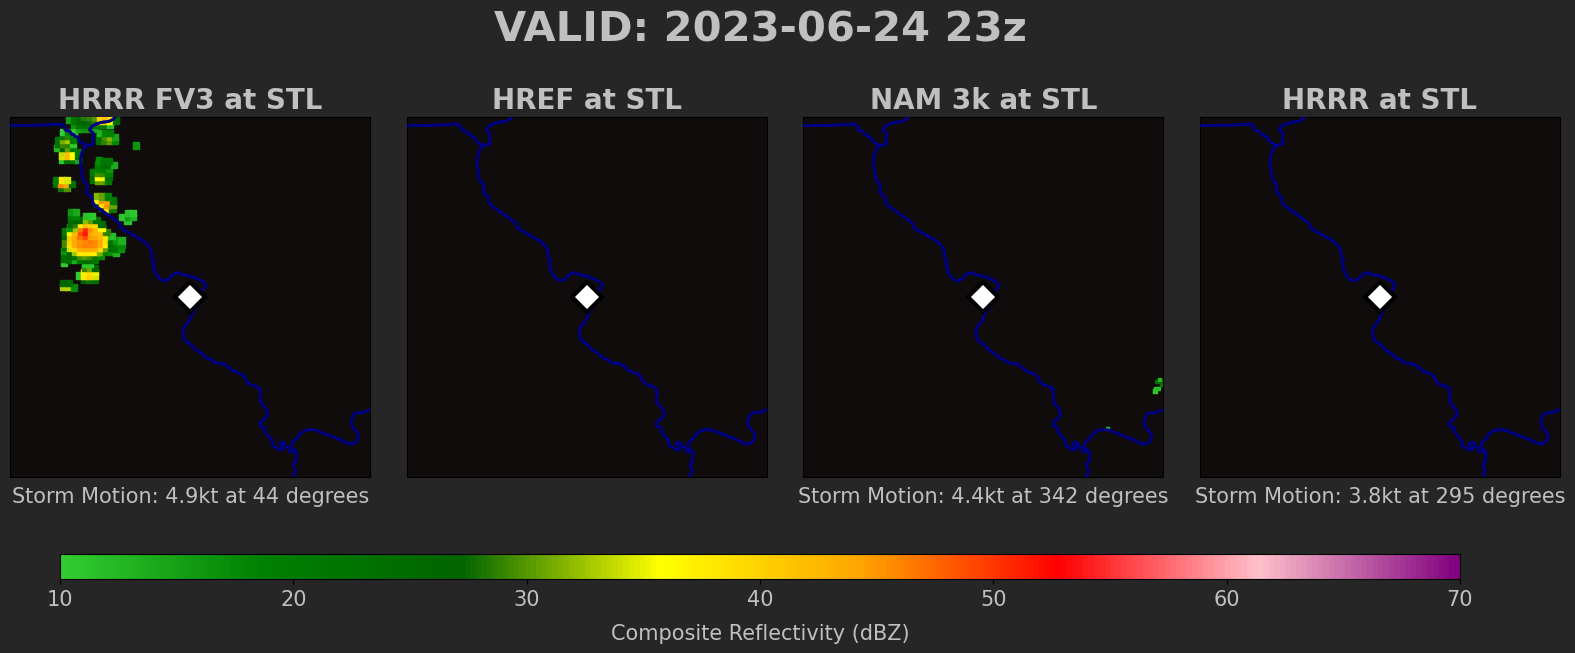 VALID: 2023-06-24 23z
HRRR FV3 at STL
HREF at STL
NAM 3k at STL
HRRR at STL
Storm Motion: 4.9kt at 44 degrees
Storm Motion: 4.4kt at 342 degrees
Storm Motion: 3.8kt at 295 degrees
10 20 30 40 50 60 70
Composite Reflectivity (dBZ)